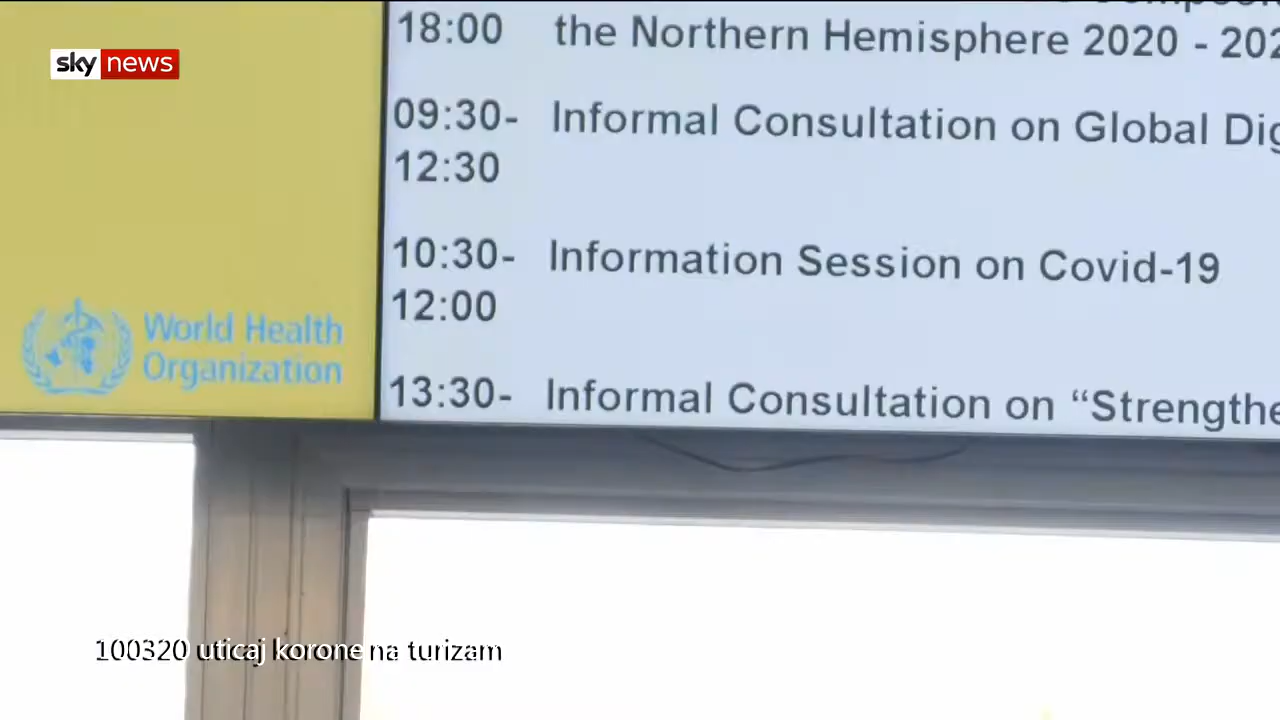 sky news
18:00 the Northern Hemisphere 2020 -
09:30- Informal Consultation on Global
12:30
10:30- Information Session on Covid-19
12:00
World Health
Organization
13:30- Informal Consultation on
100320 uticaj korone na turizam